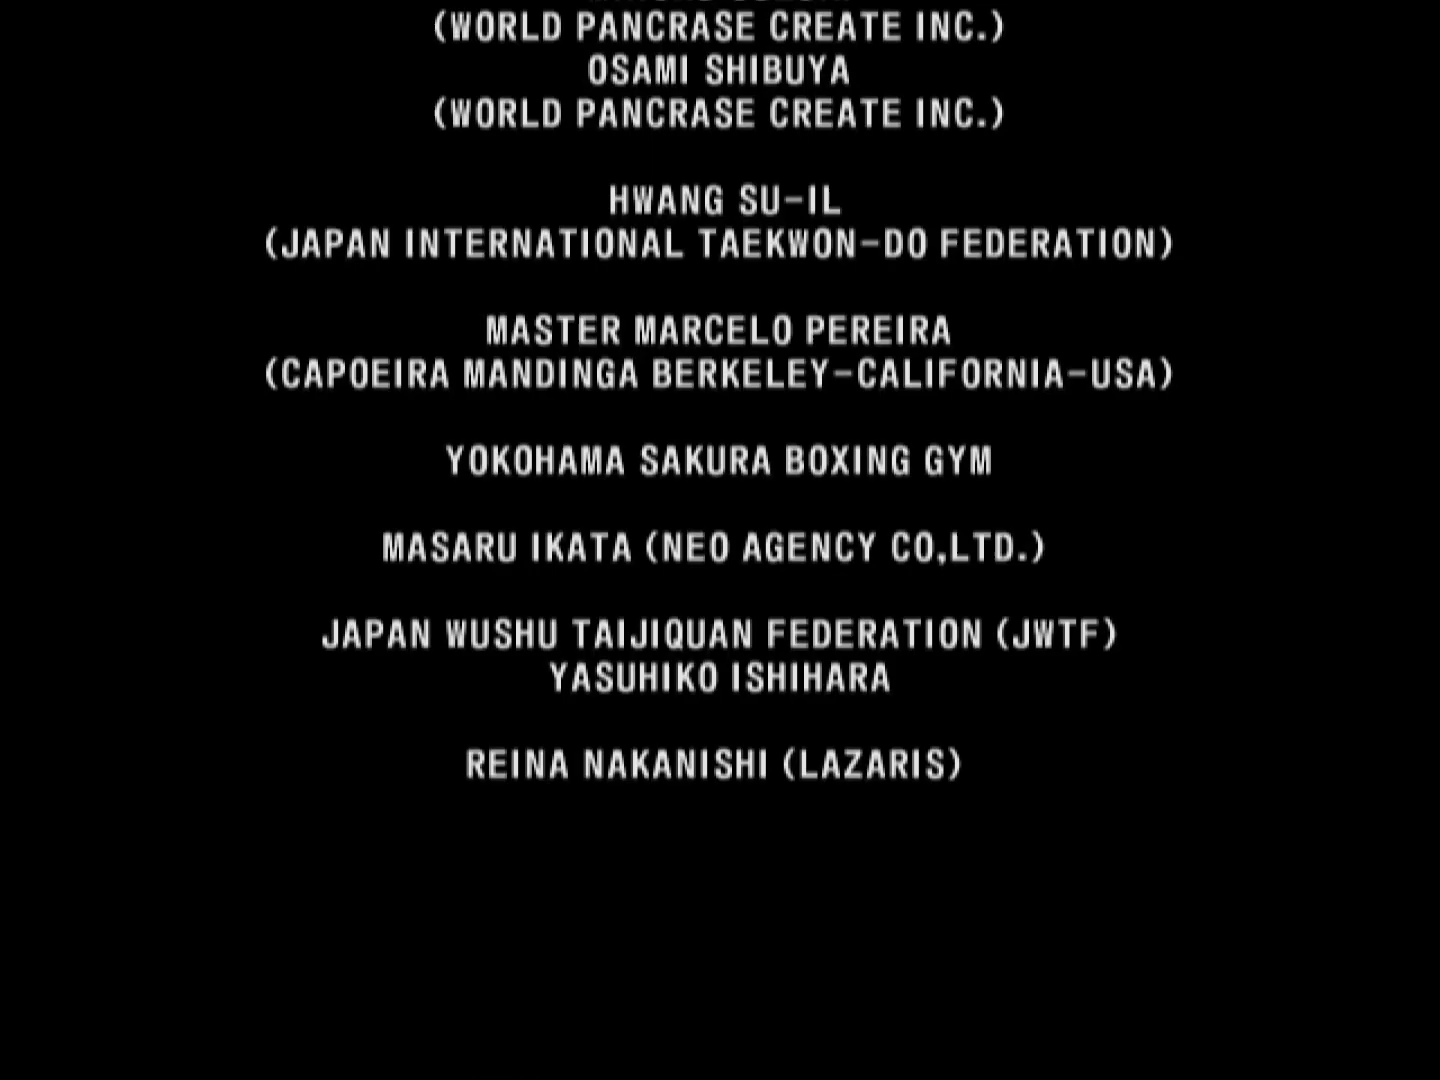 (WORLD PANCRASE CREATE INC.)
OSAMI SHIBUYA
(WORLD PANCRASE CREATE INC.)
HWANG SU-IL
(JAPAN INTERNATIONAL TAEKWON-DO FEDERATION)
MASTER MARCELO PEREIRA
(CAPOEIRA MANDINGA BERKELEY-CALIFORNIA-USA)
YOKOHAMA SAKURA BOXING GYM
MASARU IKATA (NEO AGENCY CO,LTD.)
JAPAN WUSHU TAIJIQUAN FEDERATION (JWTF)
YASUHIKO ISHIHARA
REINA NAKANISHI (LAZARIS)